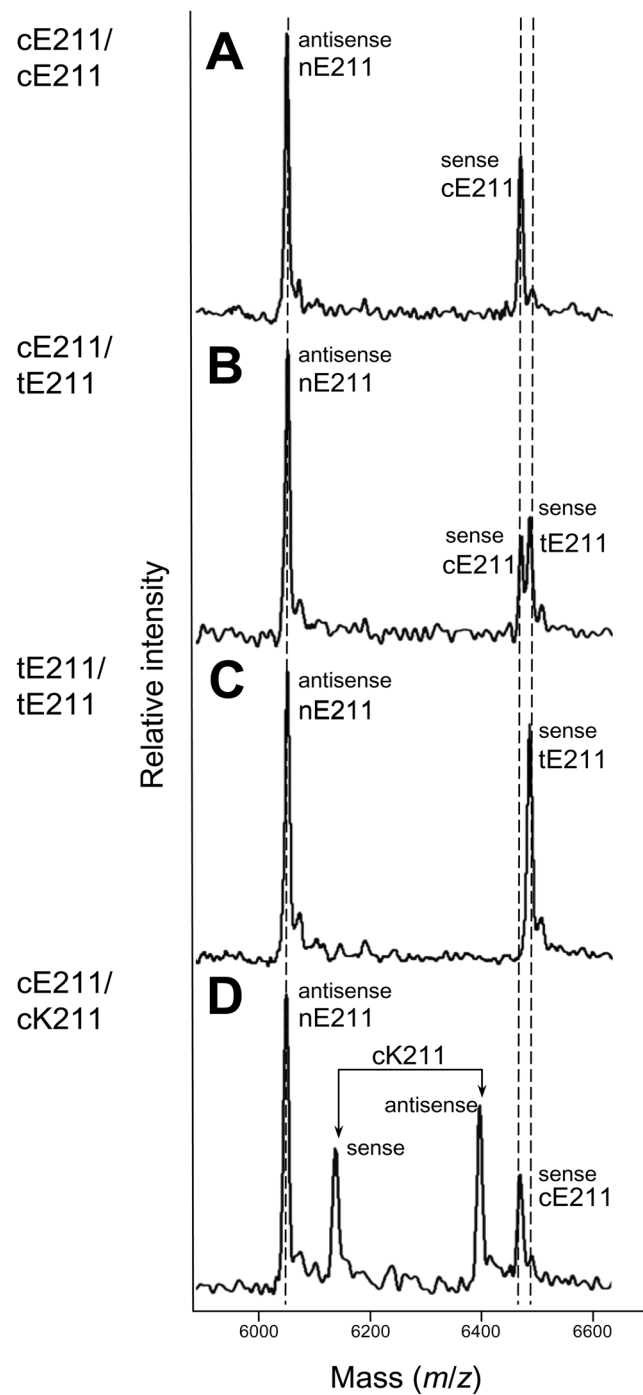 cE211/
cE211
A
antisense
nE211
sense
cE211
cE211/
tE211
B
antisense
nE211
sense
cE211
sense
tE211
tE211/
tE211
C
antisense
nE211
sense
tE211
Relative intensity
cE211/
cK211
D
antisense
nE211
cK211
antisense
sense
sense
cE211
6000 6200 6400 6600
Mass (m/z)